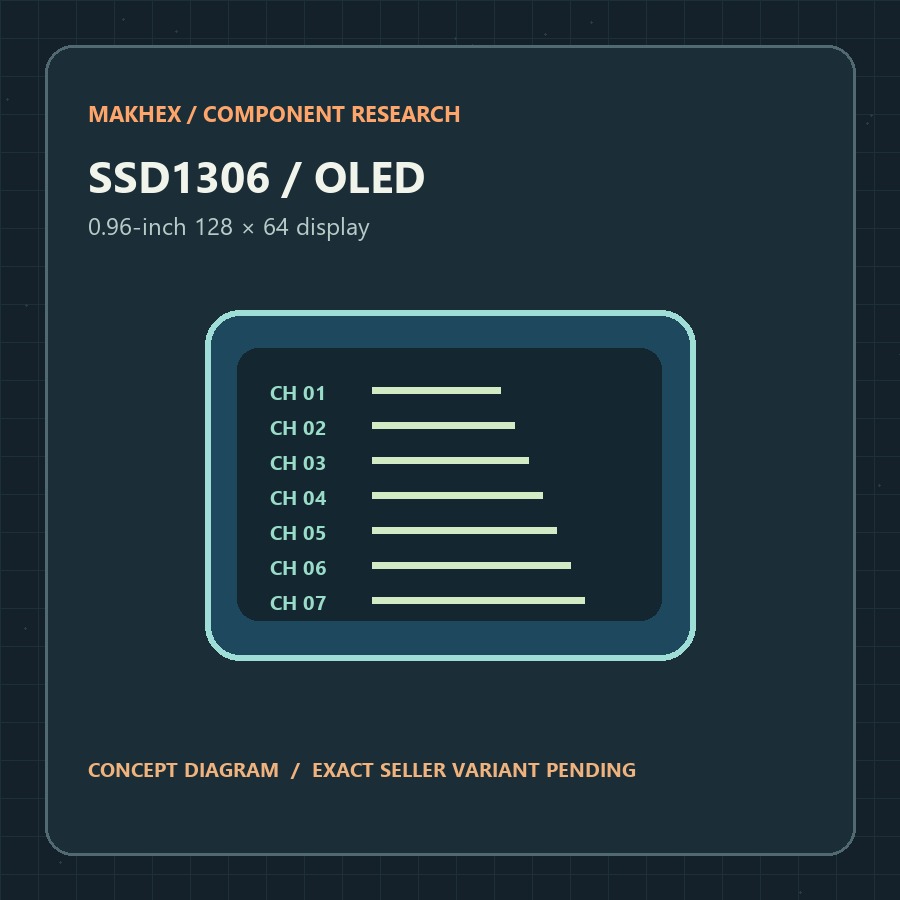 MAKHEX / COMPONENT RESEARCH
SSD1306 / OLED
0.96-inch 128 × 64 display
CH 01
CH 02
CH 03
CH 04
CH 05
CH 06
CH 07
CONCEPT DIAGRAM / EXACT SELLER VARIANT PENDING